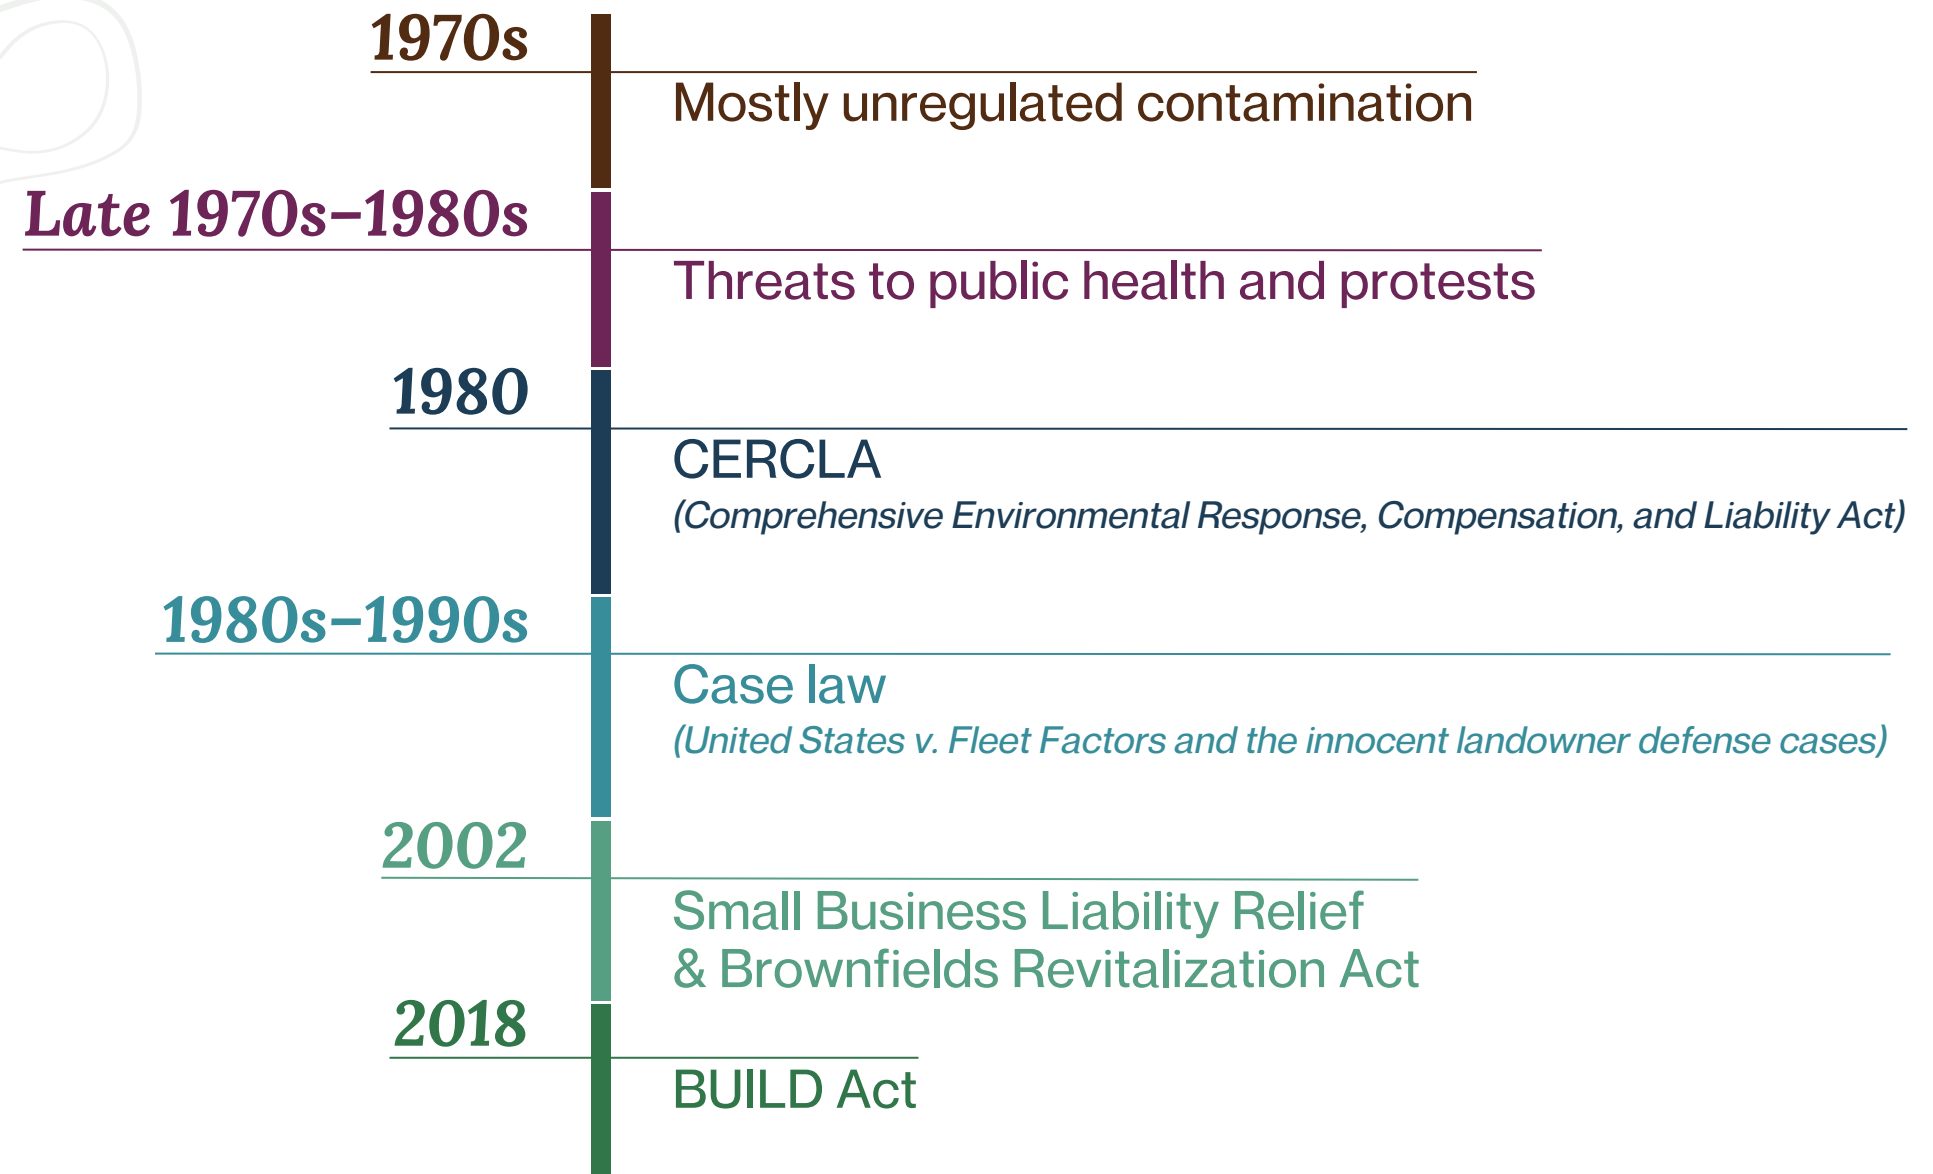 1970s
Mostly unregulated contamination
Late 1970s–1980s
Threats to public health and protests
1980
CERCLA
(Comprehensive Environmental Response, Compensation, and Liability Act)
1980s–1990s
Case law
(United States v. Fleet Factors and the innocent landowner defense cases)
2002
Small Business Liability Relief
& Brownfields Revitalization Act
2018
BUILD Act